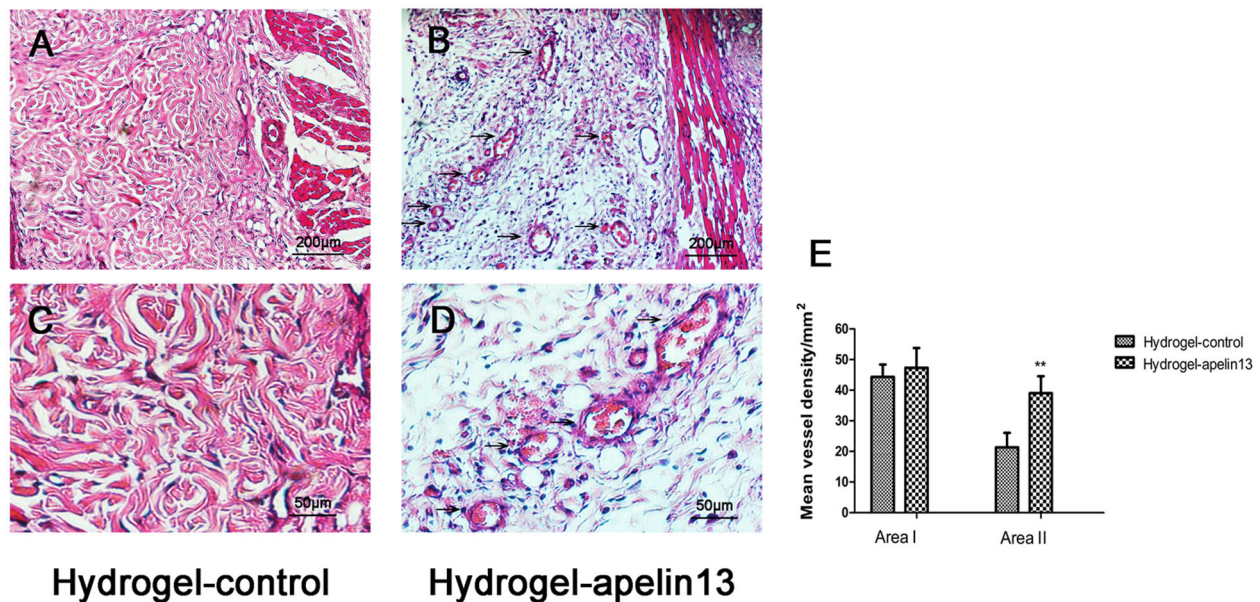 A
200μm
B
200μm
C
50μm
D
50μm
Hydrogel-control
Hydrogel-apelin13
E
Mean vessel density/mm²
60
50
40
30
20
10
0
**
Area I
Area II
Hydrogel-control
Hydrogel-apelin13